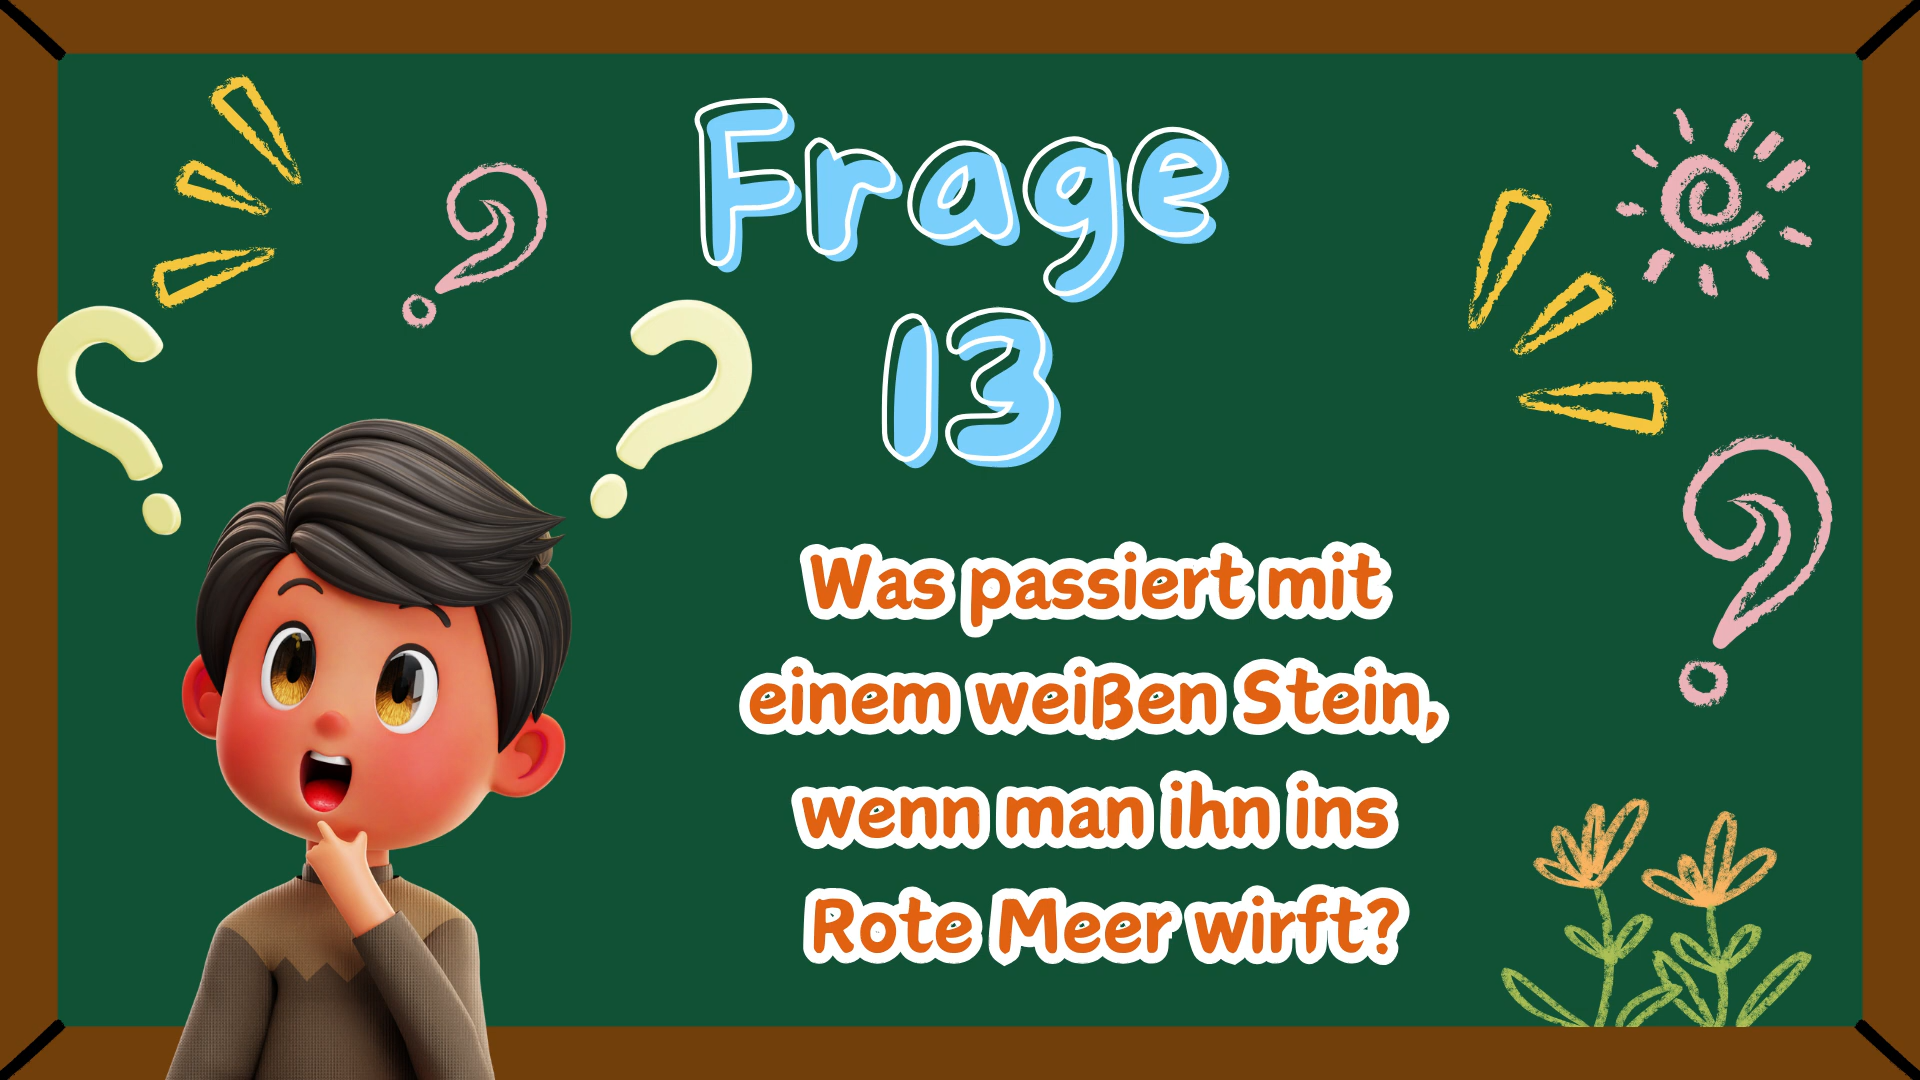 Frage
13
Was passiert mit
einem weißen Stein,
wenn man ihn ins
Rote Meer wirft?